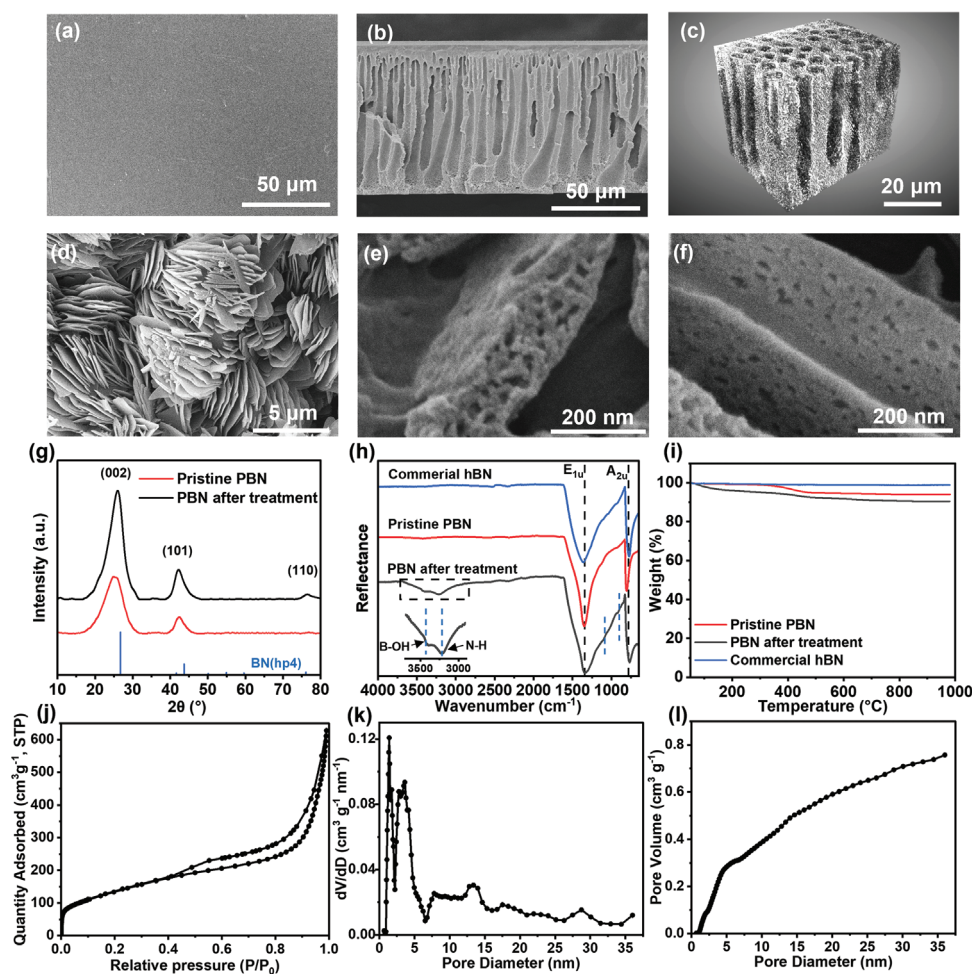 (a)
50 µm
(b)
50 µm
(c)
20 µm
(d)
5 µm
(e)
200 nm
(f)
200 nm
(g)
(002)
Pristine PBN
PBN after treatment
(101)
(110)
BN(hp4)
Intensity (a.u.)
10 20 30 40 50 60 70 80
2θ (°)
(h)
E1u
A2u
Commerial hBN
Pristine PBN
PBN after treatment
B-OH
N-H
3500 3000
Reflectance
4000 3500 3000 2500 2000 1500 1000
Wavenumber (cm-1)
(i)
100
80
60
40
20
0
Weight (%)
Pristine PBN
PBN after treatment
Commercial hBN
200 400 600 800 1000
Temperature (°C)
(j)
600
500
400
300
200
100
0
Quantity Adsorbed (cm3g-1, STP)
0.0 0.2 0.4 0.6 0.8 1.0
Relative pressure (P/P0)
(k)
0.12
0.08
0.04
0.00
dV/dD (cm3 g-1 nm-1)
0 5 10 15 20 25 30 35
Pore Diameter (nm)
(l)
0.8
0.6
0.4
0.2
0.0
Pore Volume (cm3 g-1)
0 5 10 15 20 25 30 35
Pore Diameter (nm)